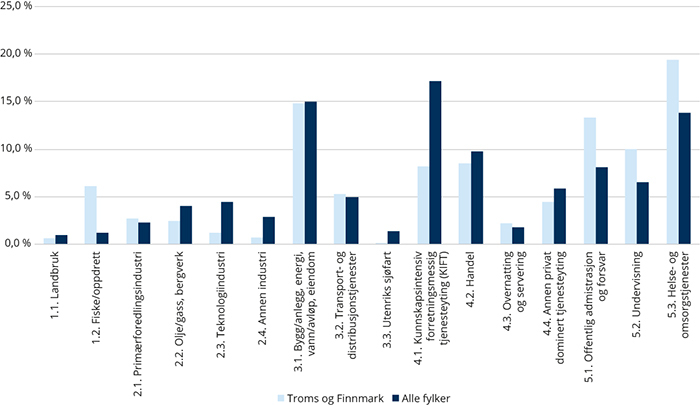 25,0 %
20,0 %
15,0 %
10,0 %
5,0 %
0,0 %
1.1. Landbruk
1.2. Fiske/oppdrett
2.1. Primærforedlingsindustri
2.2. Olje/gass, bergverk
2.3. Teknologiindustri
2.4. Annen industri
3.1. Bygg/anlegg, energi,
vann/avløp, eiendom
3.2. Transport- og
distribusjonstjenester
3.3. Utenriks sjøfart
4.1. Kunnskapsintensiv
forretningsmessig
tjenesteyting (KIFT)
4.2. Handel
4.3. Overnatting
og servering
4.4. Annen privat
dominert tjenesteyting
5.1. Offentlig admistrasjon
og forsvar
5.2. Undervisning
5.3. Helse- og
omsorgstjenester
Troms og Finnmark
Alle fylker